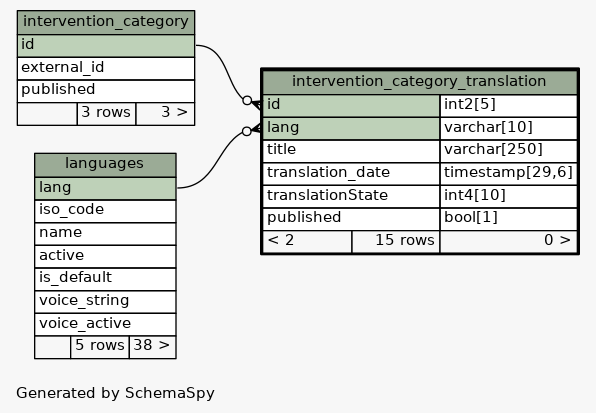 intervention_category
id
external_id
published
3 rows 3 >
languages
lang
iso_code
name
active
is_default
voice_string
voice_active
5 rows 38 >
intervention_category_translation
id int2[5]
lang varchar[10]
title varchar[250]
translation_date timestamp[29,6]
translationState int4[10]
published bool[1]
< 2 15 rows 0 >
Generated by SchemaSpy